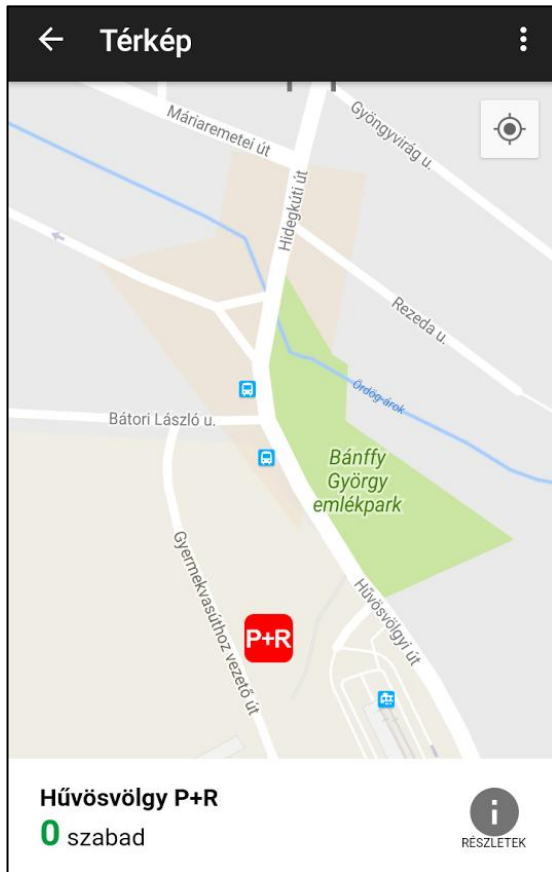 Térkép
Máriaremetei út
Gyöngyvirág u.
Hidegkúti út
Rezeda u.
Ördög-árok
Bátori László u.
Bánffy
György
emlékpark
Gyermekvasúthoz vezető út
P+R
Hűvösvölgyi út
Hűvösvölgy P+R
0 szabad
i
RÉSZLETEK